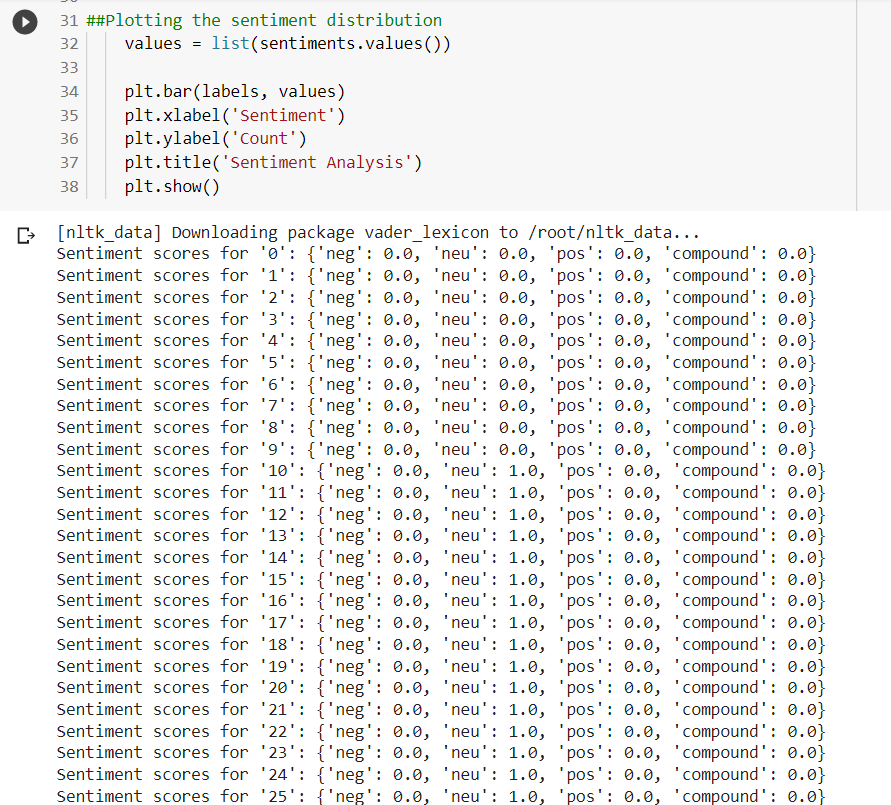 31 ##Plotting the sentiment distribution
32     values = list(sentiments.values())
33
34     plt.bar(labels, values)
35     plt.xlabel('Sentiment')
36     plt.ylabel('Count')
37     plt.title('Sentiment Analysis')
38     plt.show()
[nltk_data] Downloading package vader_lexicon to /root/nltk_data...
Sentiment scores for '0': {'neg': 0.0, 'neu': 0.0, 'pos': 0.0, 'compound': 0.0}
Sentiment scores for '1': {'neg': 0.0, 'neu': 0.0, 'pos': 0.0, 'compound': 0.0}
Sentiment scores for '2': {'neg': 0.0, 'neu': 0.0, 'pos': 0.0, 'compound': 0.0}
Sentiment scores for '3': {'neg': 0.0, 'neu': 0.0, 'pos': 0.0, 'compound': 0.0}
Sentiment scores for '4': {'neg': 0.0, 'neu': 0.0, 'pos': 0.0, 'compound': 0.0}
Sentiment scores for '5': {'neg': 0.0, 'neu': 0.0, 'pos': 0.0, 'compound': 0.0}
Sentiment scores for '6': {'neg': 0.0, 'neu': 0.0, 'pos': 0.0, 'compound': 0.0}
Sentiment scores for '7': {'neg': 0.0, 'neu': 0.0, 'pos': 0.0, 'compound': 0.0}
Sentiment scores for '8': {'neg': 0.0, 'neu': 0.0, 'pos': 0.0, 'compound': 0.0}
Sentiment scores for '9': {'neg': 0.0, 'neu': 0.0, 'pos': 0.0, 'compound': 0.0}
Sentiment scores for '10': {'neg': 0.0, 'neu': 1.0, 'pos': 0.0, 'compound': 0.0}
Sentiment scores for '11': {'neg': 0.0, 'neu': 1.0, 'pos': 0.0, 'compound': 0.0}
Sentiment scores for '12': {'neg': 0.0, 'neu': 1.0, 'pos': 0.0, 'compound': 0.0}
Sentiment scores for '13': {'neg': 0.0, 'neu': 1.0, 'pos': 0.0, 'compound': 0.0}
Sentiment scores for '14': {'neg': 0.0, 'neu': 1.0, 'pos': 0.0, 'compound': 0.0}
Sentiment scores for '15': {'neg': 0.0, 'neu': 1.0, 'pos': 0.0, 'compound': 0.0}
Sentiment scores for '16': {'neg': 0.0, 'neu': 1.0, 'pos': 0.0, 'compound': 0.0}
Sentiment scores for '17': {'neg': 0.0, 'neu': 1.0, 'pos': 0.0, 'compound': 0.0}
Sentiment scores for '18': {'neg': 0.0, 'neu': 1.0, 'pos': 0.0, 'compound': 0.0}
Sentiment scores for '19': {'neg': 0.0, 'neu': 1.0, 'pos': 0.0, 'compound': 0.0}
Sentiment scores for '20': {'neg': 0.0, 'neu': 1.0, 'pos': 0.0, 'compound': 0.0}
Sentiment scores for '21': {'neg': 0.0, 'neu': 1.0, 'pos': 0.0, 'compound': 0.0}
Sentiment scores for '22': {'neg': 0.0, 'neu': 1.0, 'pos': 0.0, 'compound': 0.0}
Sentiment scores for '23': {'neg': 0.0, 'neu': 1.0, 'pos': 0.0, 'compound': 0.0}
Sentiment scores for '24': {'neg': 0.0, 'neu': 1.0, 'pos': 0.0, 'compound': 0.0}
Sentiment scores for '25': {'neg': 0.0, 'neu': 1.0, 'pos': 0.0, 'compound': 0.0}